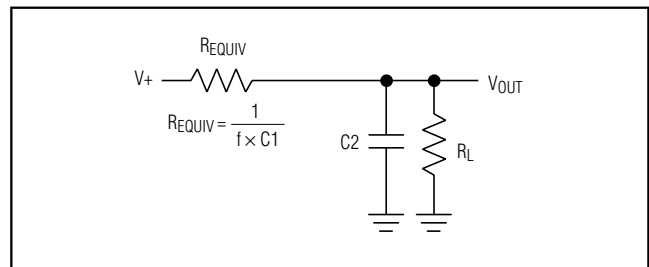 REQUIV
V+
VOUT
REQUIV = 1 / f × C1
C2
RL